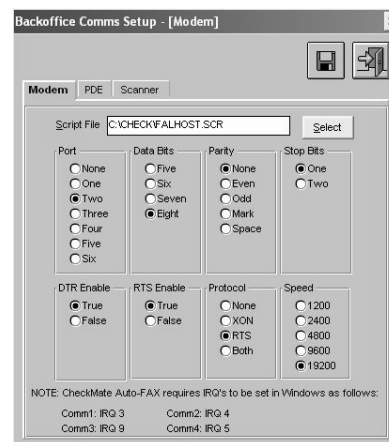 Backoffice Comms Setup - [Modem]
Modem PDE Scanner
Script File C:\CHECK\FALHOST.SCR Select
Port
None
One
Two
Three
Four
Five
Six
Data Bits
Five
Six
Seven
Eight
Parity
None
Even
Odd
Mark
Space
Stop Bits
One
Two
DTR Enable
True
False
RTS Enable
True
False
Protocol
None
XON
RTS
Both
Speed
1200
2400
4800
9600
19200
NOTE: CheckMate Auto-FAX requires IRQ's to be set in Windows as follows:
Comm1: IRQ 3 Comm2: IRQ 4
Comm3: IRQ 9 Comm4: IRQ 5